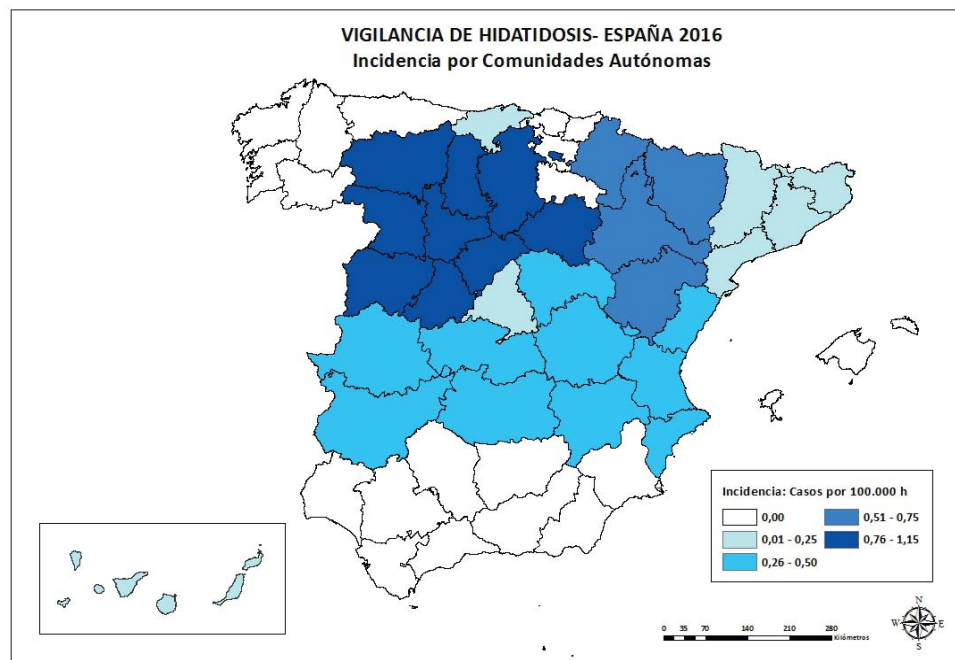 VIGILANCIA DE HIDATIDOSIS- ESPAÑA 2016
Incidencia por Comunidades Autónomas
Incidencia: Casos por 100.000 h
0,00
0,51 - 0,75
0,01 - 0,25
0,76 - 1,15
0,26 - 0,50
N
W
E
S
0 35 70 140 210 280
Kilómetros